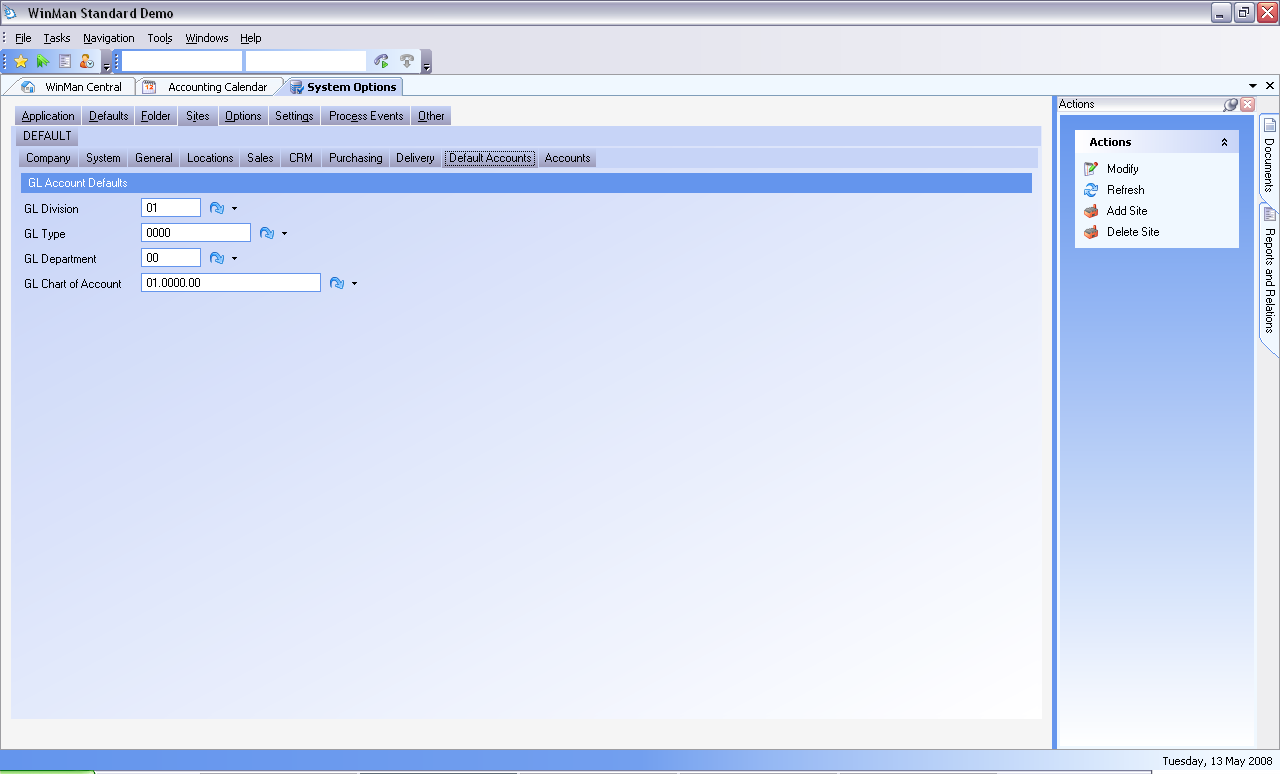 WinMan Standard Demo
File Tasks Navigation Tools Windows Help
WinMan Central 12 Accounting Calendar System Options
Actions
Application Defaults Folder Sites Options Settings Process Events Other
DEFAULT
Company System General Locations Sales CRM Purchasing Delivery Default Accounts Accounts
GL Account Defaults
GL Division 01
GL Type 0000
GL Department 00
GL Chart of Account 01.0000.00
Actions
Modify
Refresh
Add Site
Delete Site
Documents
Reports and Relations
Tuesday, 13 May 2008